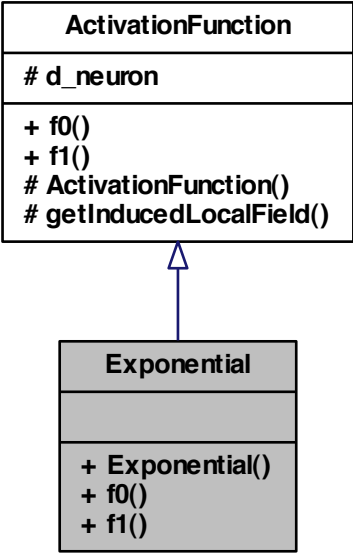 ActivationFunction
# d_neuron
+ f0()
+ f1()
# ActivationFunction()
# getInducedLocalField()
Exponential
+ Exponential()
+ f0()
+ f1()